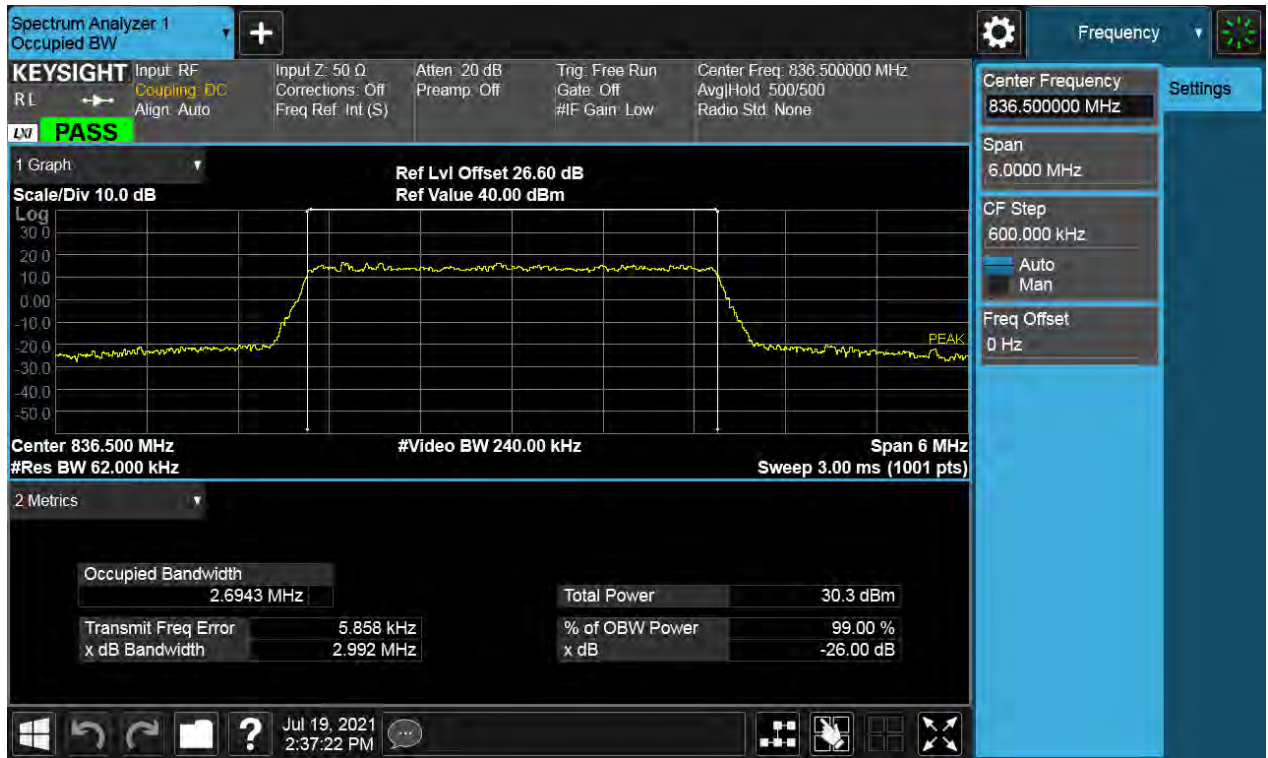 Spectrum Analyzer 1
Occupied BW
+
Frequency
KEYSIGHT
RL
LXI
PASS
Input: RF
Coupling: DC
Align: Auto
Input Z: 50 Ω
Corrections: Off
Freq Ref: Int (S)
Atten: 20 dB
Preamp: Off
Trig: Free Run
Gate: Off
#IF Gain: Low
Center Freq: 836.500000 MHz
Avg|Hold: 500/500
Radio Std: None
Center Frequency
836.500000 MHz
Settings
Span
6.0000 MHz
CF Step
600.000 kHz
Auto
Man
Freq Offset
0 Hz
1 Graph
Ref Lvl Offset 26.60 dB
Scale/Div 10.0 dB
Ref Value 40.00 dBm
Log
30.0
20.0
10.0
0.00
-10.0
-20.0
-30.0
-40.0
-50.0
PEAK
Center 836.500 MHz
#Video BW 240.00 kHz
Span 6 MHz
#Res BW 62.000 kHz
Sweep 3.00 ms (1001 pts)
2 Metrics
Occupied Bandwidth
2.6943 MHz
Total Power 30.3 dBm
Transmit Freq Error 5.858 kHz
% of OBW Power 99.00 %
x dB Bandwidth 2.992 MHz
x dB -26.00 dB
?
Jul 19, 2021
2:37:22 PM